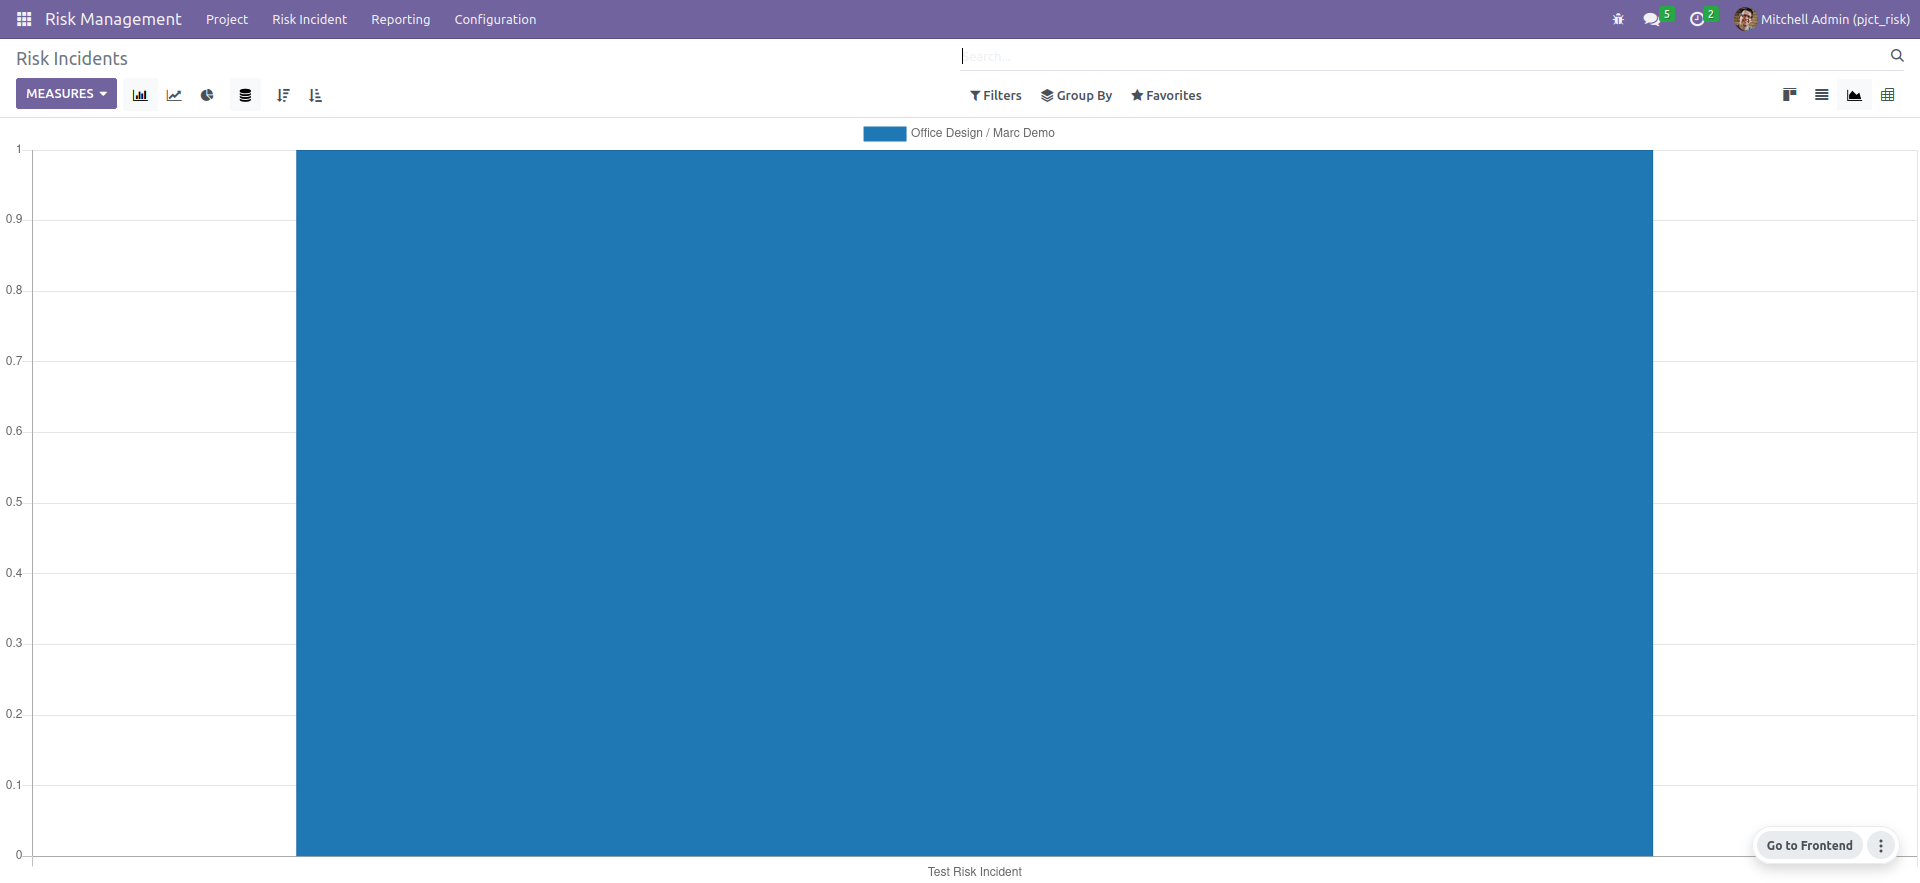 Risk Management Project Risk Incident Reporting Configuration 5 2 Mitchell Admin (pjct_risk)
Risk Incidents
Search...
MEASURES Filters Group By Favorites
Office Design / Marc Demo
1
0.9
0.8
0.7
0.6
0.5
0.4
0.3
0.2
0.1
Go to Frontend
0
Test Risk Incident